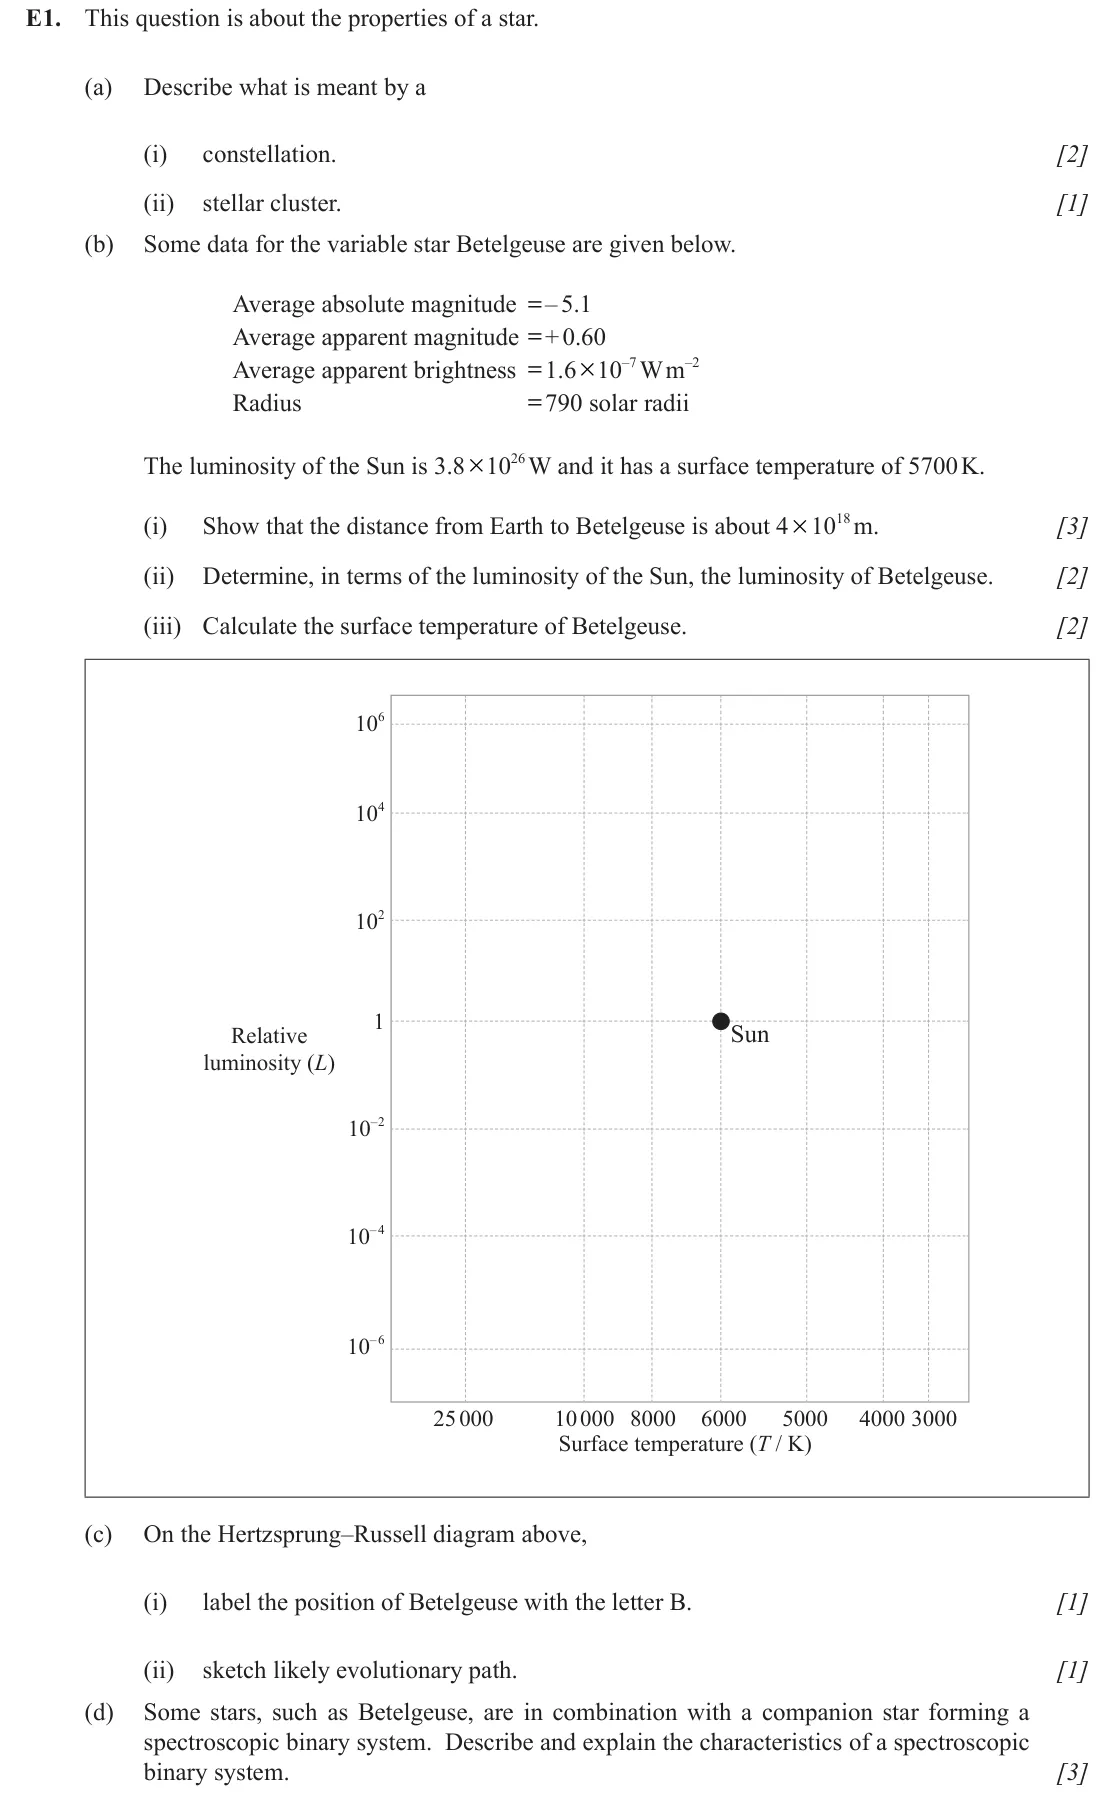 E1. This question is about the properties of a star.
(a) Describe what is meant by a
(i) constellation. [2]
(ii) stellar cluster. [1]
(b) Some data for the variable star Betelgeuse are given below.
Average absolute magnitude = – 5.1
Average apparent magnitude = + 0.60
Average apparent brightness = 1.6 × 10⁻⁷ W m⁻²
Radius = 790 solar radii
The luminosity of the Sun is 3.8 × 10²⁶ W and it has a surface temperature of 5700 K.
(i) Show that the distance from Earth to Betelgeuse is about 4 × 10¹⁸ m. [3]
(ii) Determine, in terms of the luminosity of the Sun, the luminosity of Betelgeuse. [2]
(iii) Calculate the surface temperature of Betelgeuse. [2]
10⁶
10⁴
10²
1
Sun
Relative
luminosity (L)
10⁻²
10⁻⁴
10⁻⁶
25 000 10 000 8000 6000 5000 4000 3000
Surface temperature (T / K)
(c) On the Hertzsprung–Russell diagram above,
(i) label the position of Betelgeuse with the letter B. [1]
(ii) sketch likely evolutionary path. [1]
(d) Some stars, such as Betelgeuse, are in combination with a companion star forming a
spectroscopic binary system. Describe and explain the characteristics of a spectroscopic
binary system. [3]